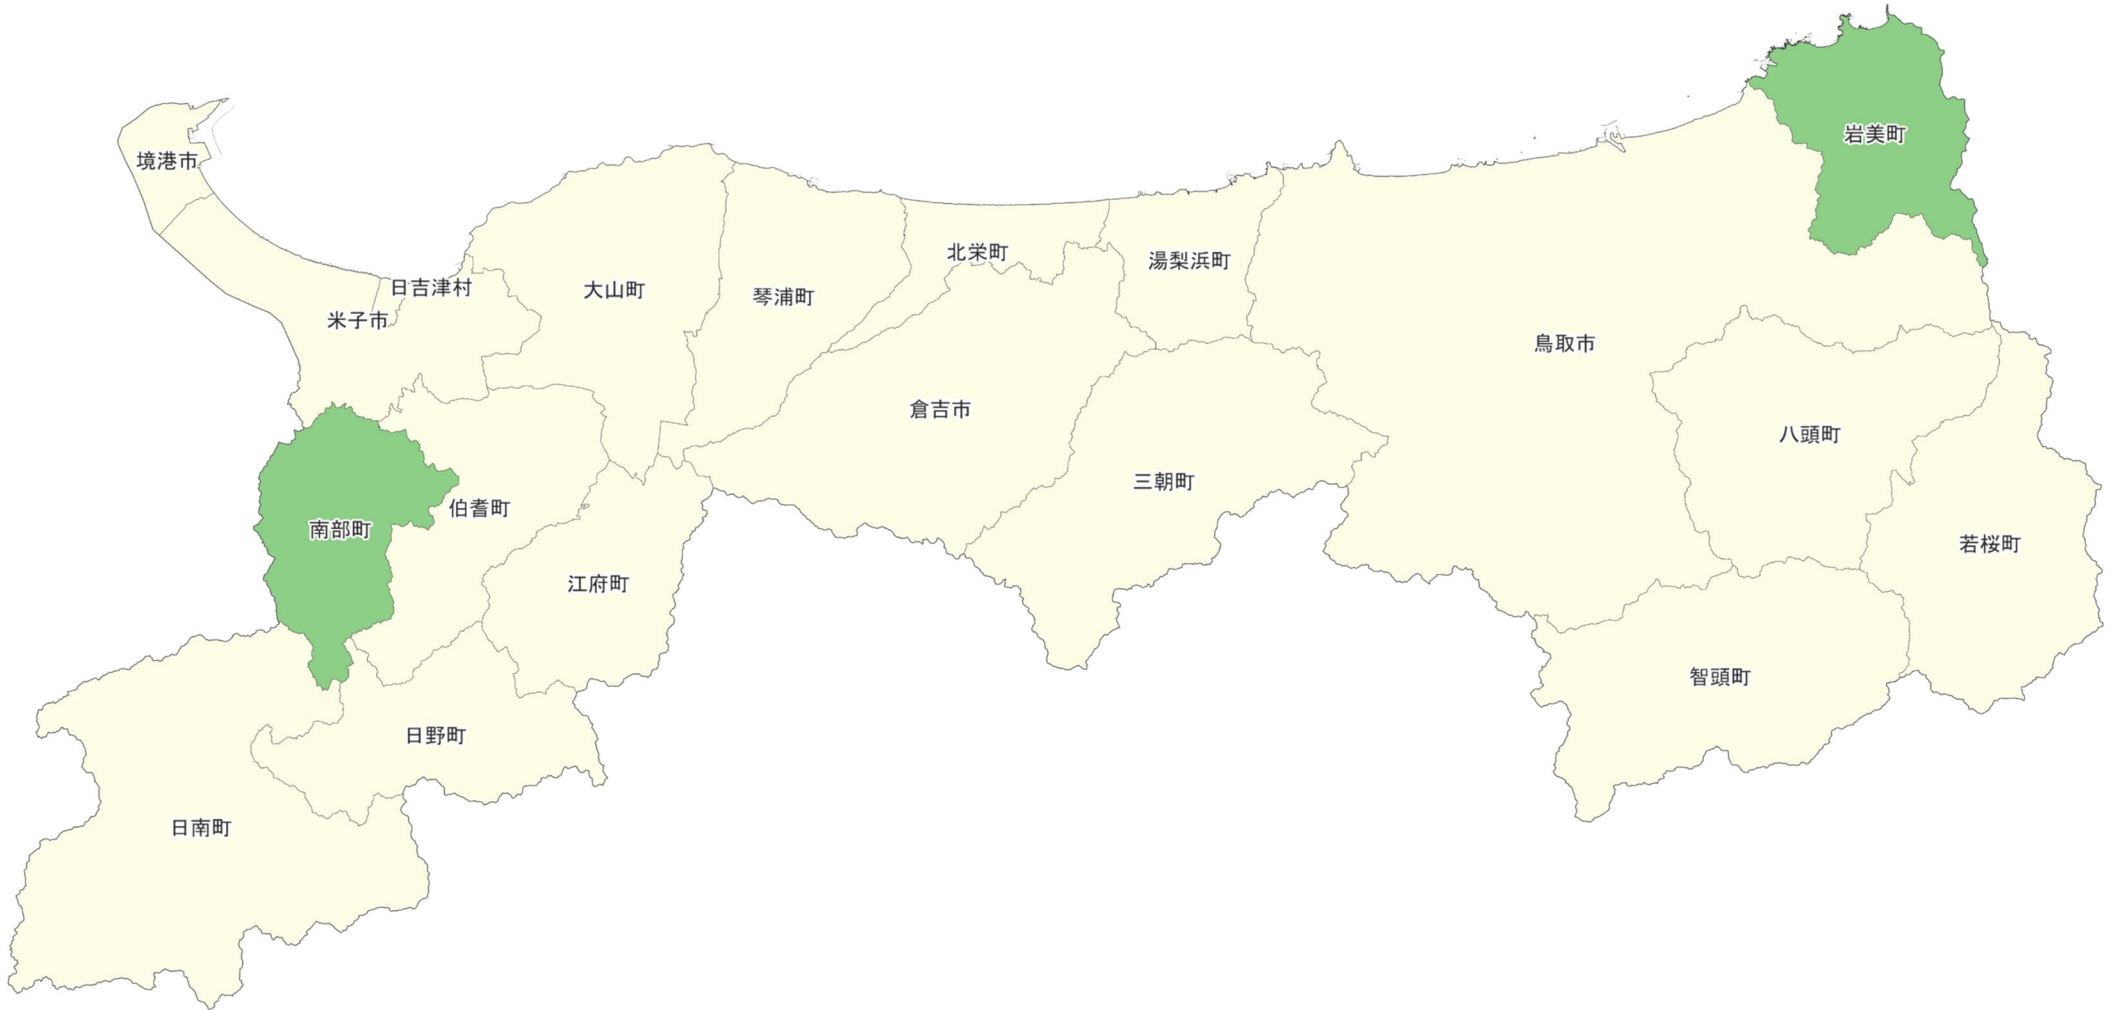 岩美町
境港市
北栄町
湯梨浜町
日吉津村
大山町
琴浦町
米子市
鳥取市
倉吉市
八頭町
三朝町
伯耆町
南部町
若桜町
江府町
智頭町
日野町
日南町